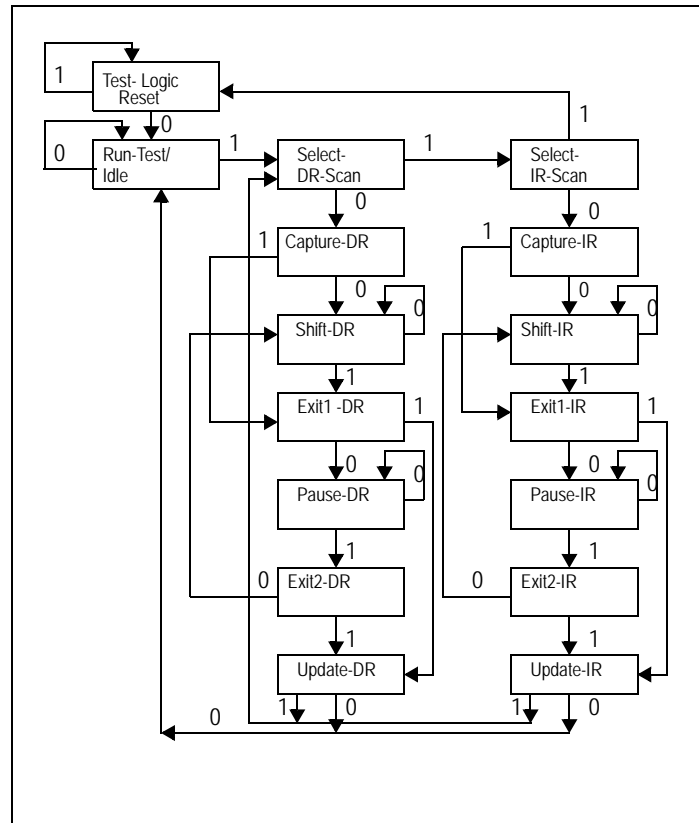 1
Test- Logic
Reset
0
1
0
Run-Test/
Idle
1
Select-
DR-Scan
1
Select-
IR-Scan
0
0
1
Capture-DR
1
Capture-IR
0
0
Shift-DR
0
Shift-IR
0
1
1
Exit1 -DR
1
Exit1-IR
1
0
0
Pause-DR
0
Pause-IR
0
1
1
0
Exit2-DR
0
Exit2-IR
1
1
Update-DR
Update-IR
0
1
0
1
0